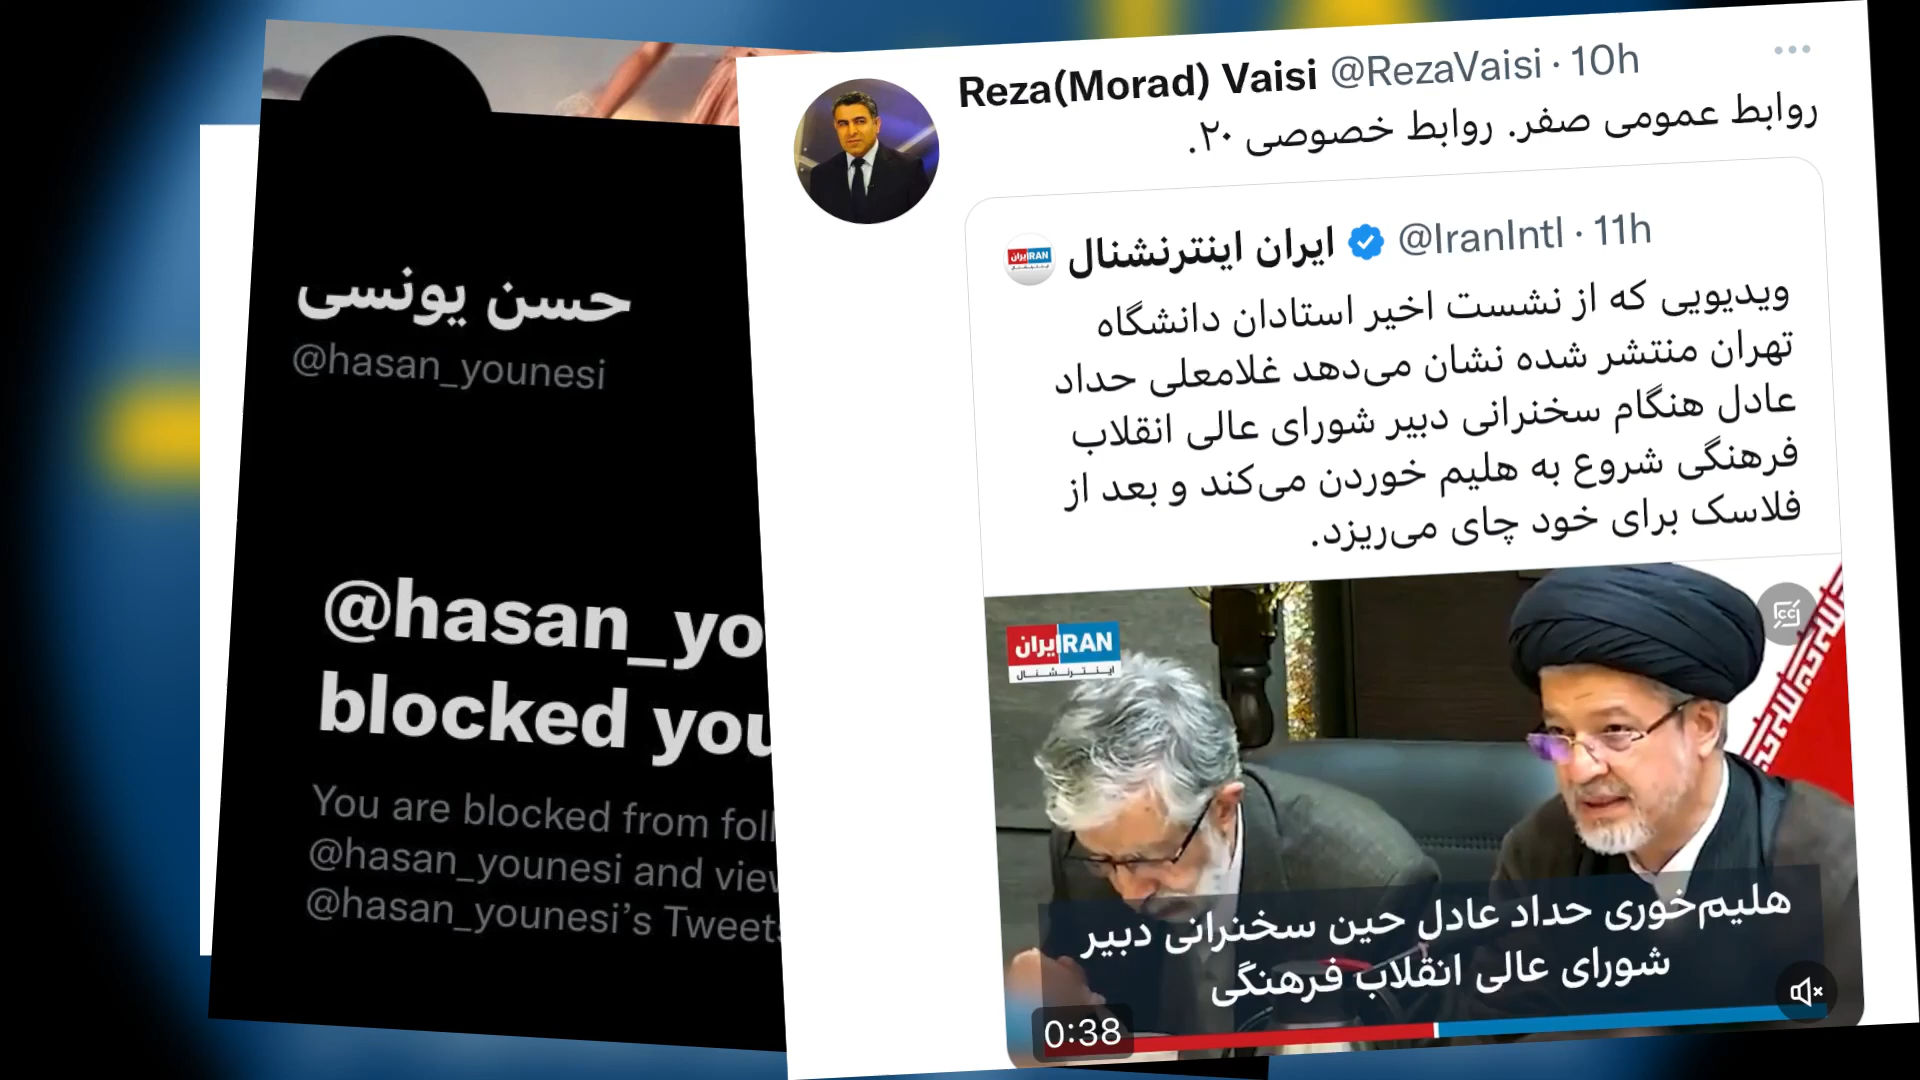 حسن یونسی
@hasan_younesi
@hasan_yo
blocked you
You are blocked from foll
@hasan_younesi and view
@hasan_younesi’s Tweets
Reza(Morad) Vaisi @RezaVaisi · 10h
روابط عمومی صفر. روابط خصوصی ۲۰.
ایران اینترنشنال @IranIntl · 11h
ویدیویی که از نشست اخیر استادان دانشگاه
تهران منتشر شده نشان می‌دهد غلامعلی حداد
عادل هنگام سخنرانی دبیر شورای عالی انقلاب
فرهنگی شروع به هلیم خوردن می‌کند و بعد از
فلاسک برای خود چای می‌ریزد.
CC
ایران IRAN
اینترنشنال
هلیم‌خوری حداد عادل حین سخنرانی دبیر
شورای عالی انقلاب فرهنگی
0:38